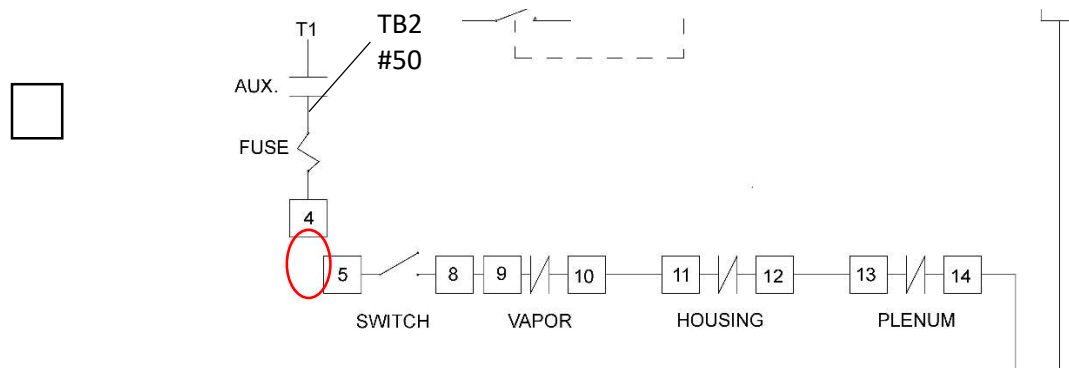 T1
TB2
#50
AUX.
FUSE
4
5 8 9 10 11 12 13 14
SWITCH VAPOR HOUSING PLENUM